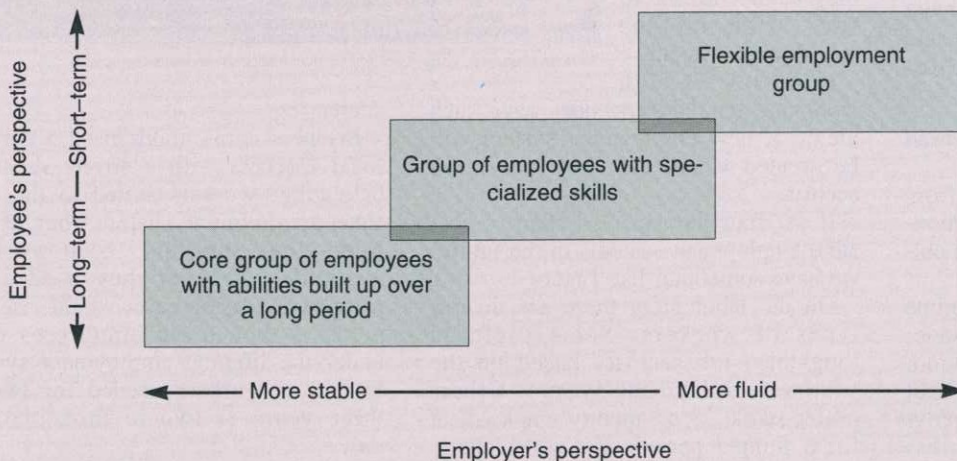 Flexible employment
group
Group of employees with spe-
cialized skills
Core group of employees
with abilities built up over
a long period
Employee's perspective
Long–term — Short–term
More stable
More fluid
Employer's perspective